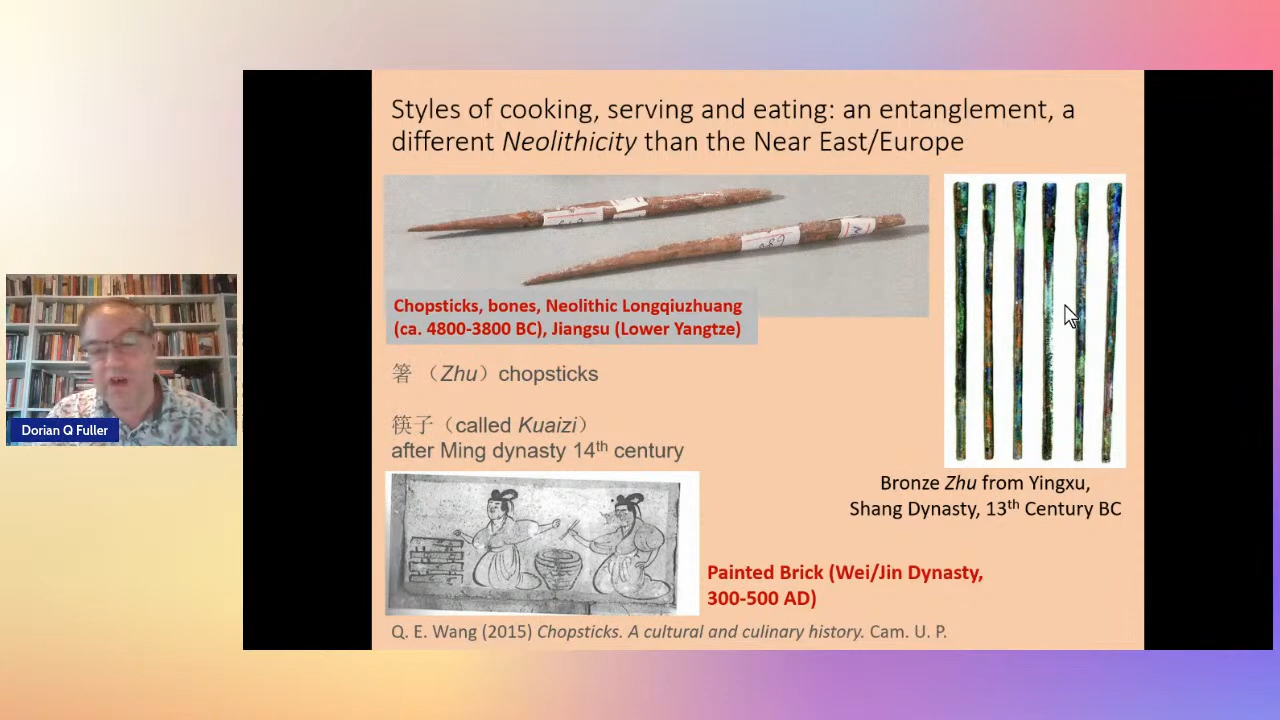 Styles of cooking, serving and eating: an entanglement, a
different Neolithicity than the Near East/Europe
Chopsticks, bones, Neolithic Longqiuzhuang
(ca. 4800-3800 BC), Jiangsu (Lower Yangtze)
箸 （Zhu）chopsticks
筷子（called Kuaizi）
after Ming dynasty 14th century
Bronze Zhu from Yingxu,
Shang Dynasty, 13th Century BC
Painted Brick (Wei/Jin Dynasty,
300-500 AD)
Q. E. Wang (2015) Chopsticks. A cultural and culinary history. Cam. U. P.
Dorian Q Fuller